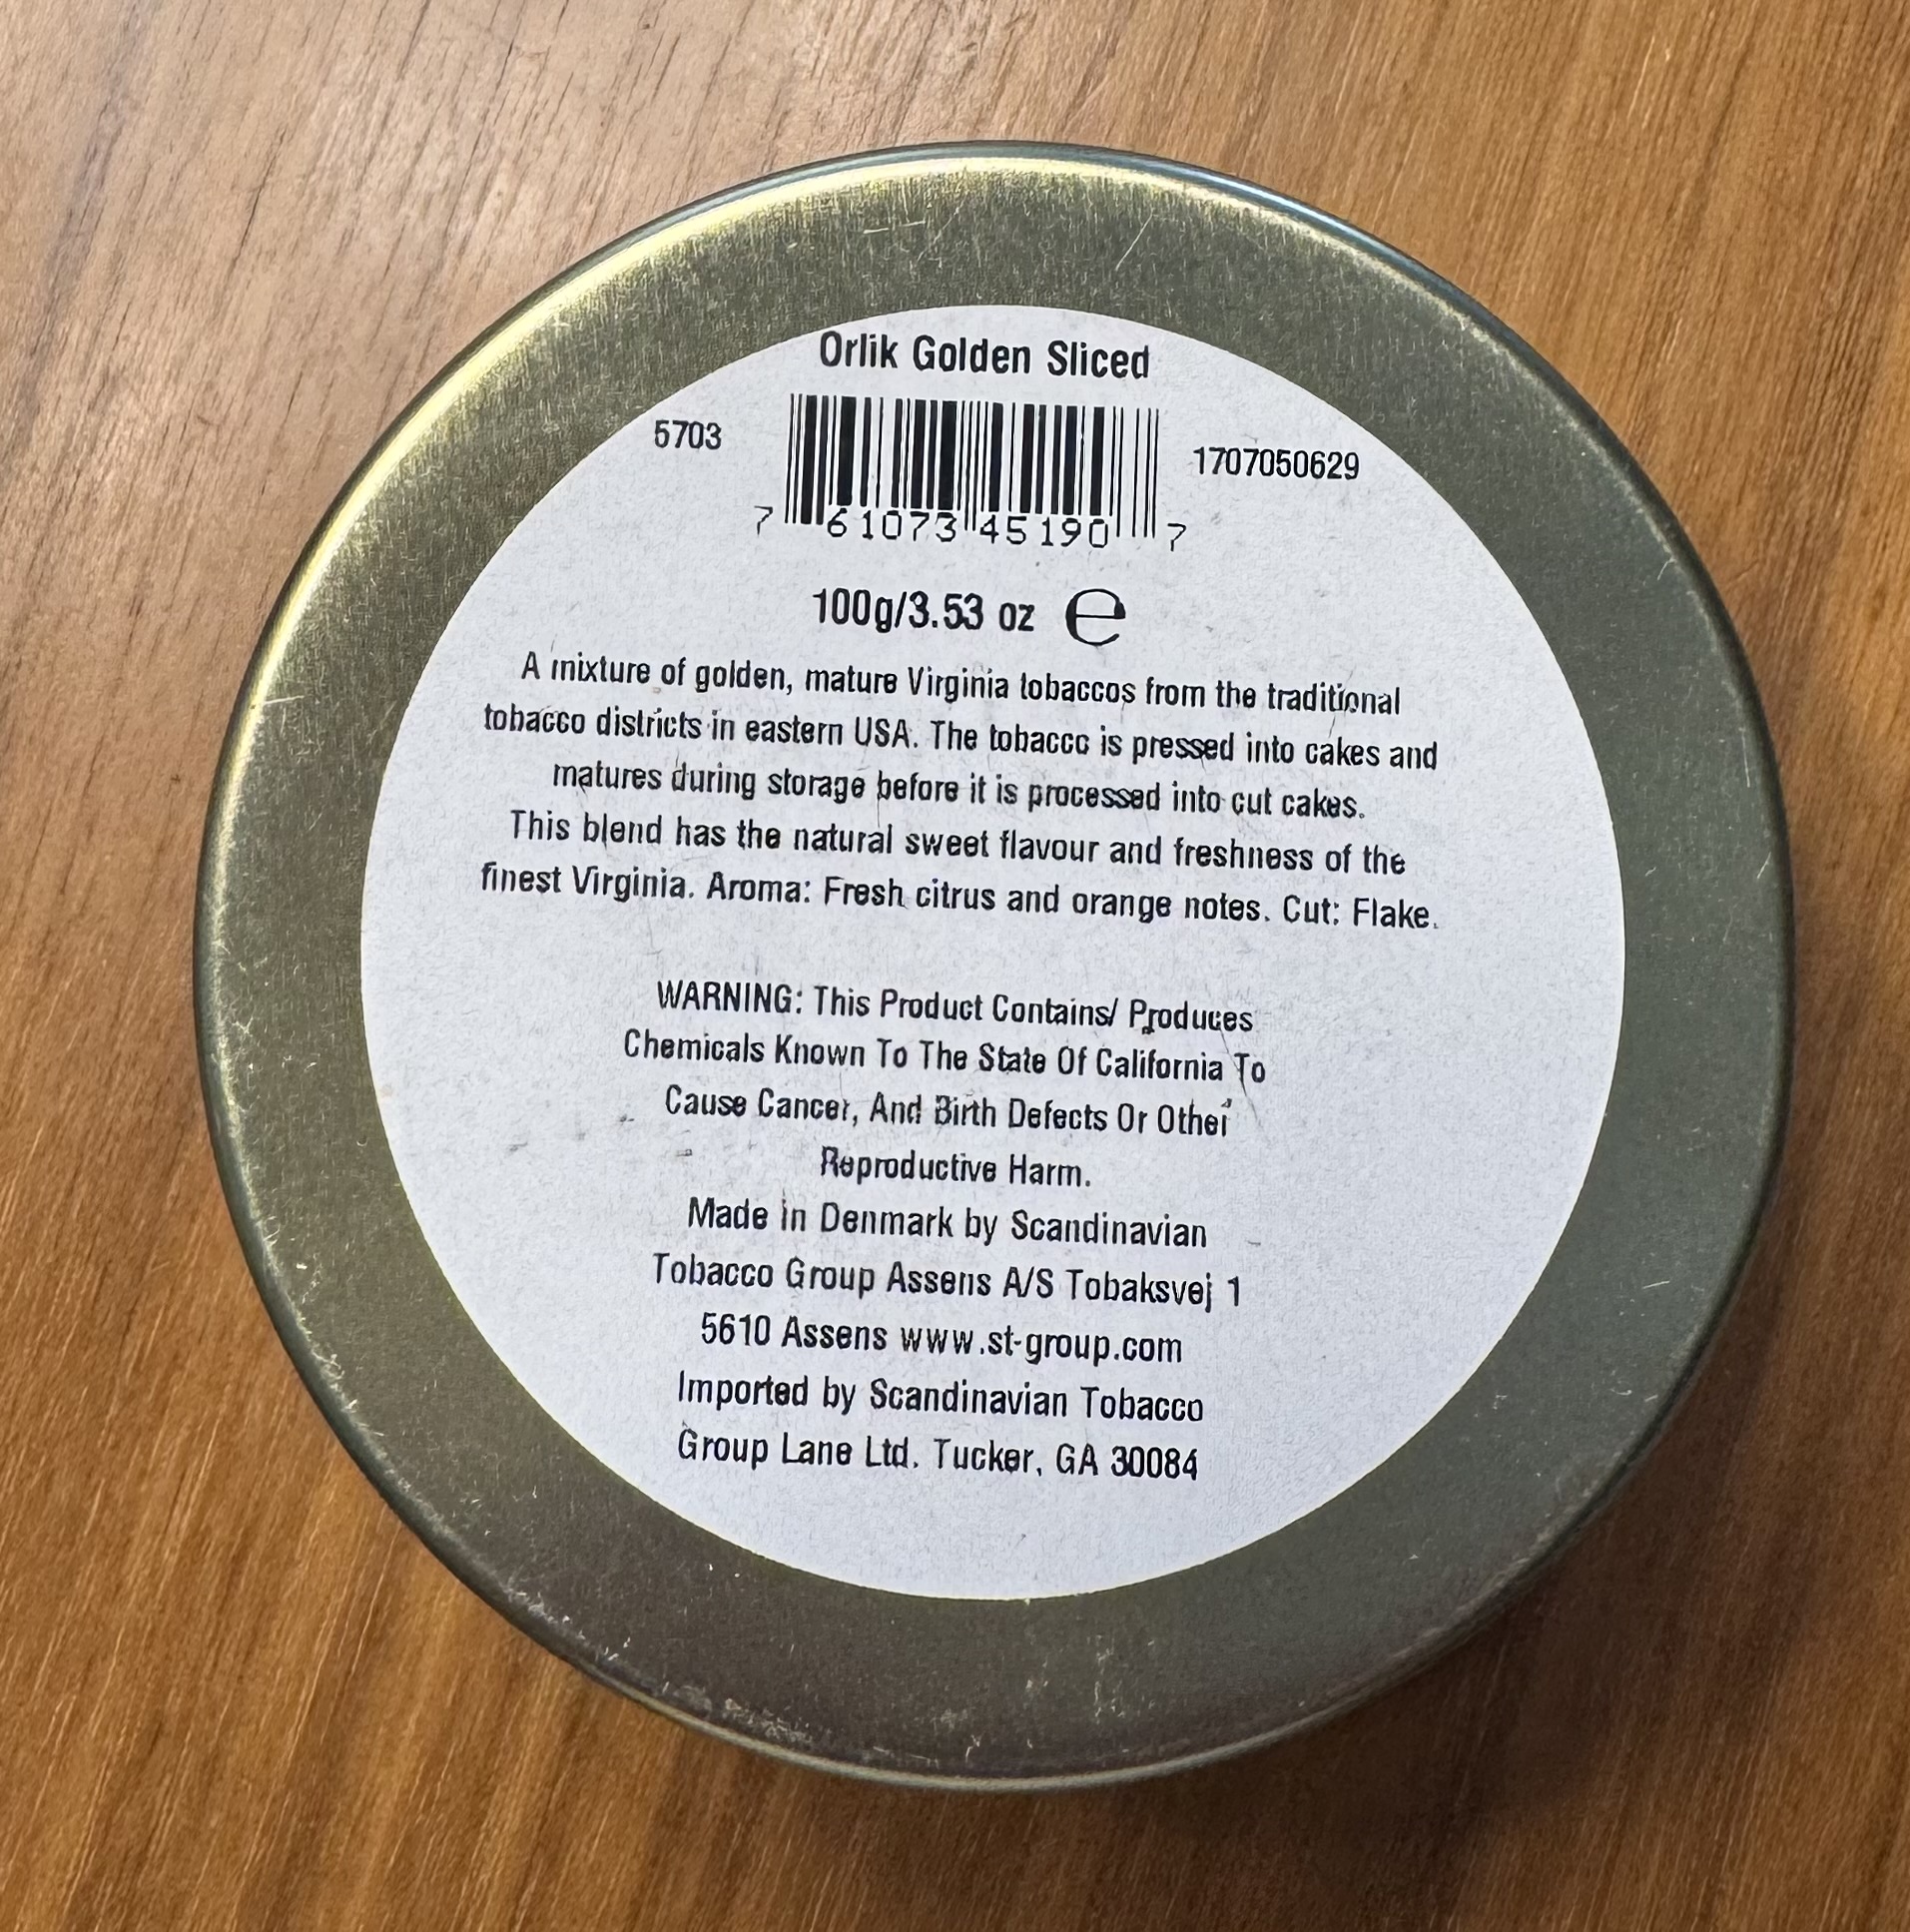 Orlik Golden Sliced
5703
1707050629
7 61073 45190 7
100g/3.53 oz e
A mixture of golden, mature Virginia tobaccos from the traditional
tobacco districts in eastern USA. The tobacco is pressed into cakes and
matures during storage before it is processed into cut cakes.
This blend has the natural sweet flavour and freshness of the
finest Virginia. Aroma: Fresh citrus and orange notes. Cut: Flake.
WARNING: This Product Contains/ Produces
Chemicals Known To The State Of California To
Cause Cancer, And Birth Defects Or Other
Reproductive Harm.
Made in Denmark by Scandinavian
Tobacco Group Assens A/S Tobaksvej 1
5610 Assens www.st-group.com
Imported by Scandinavian Tobacco
Group Lane Ltd. Tucker, GA 30084